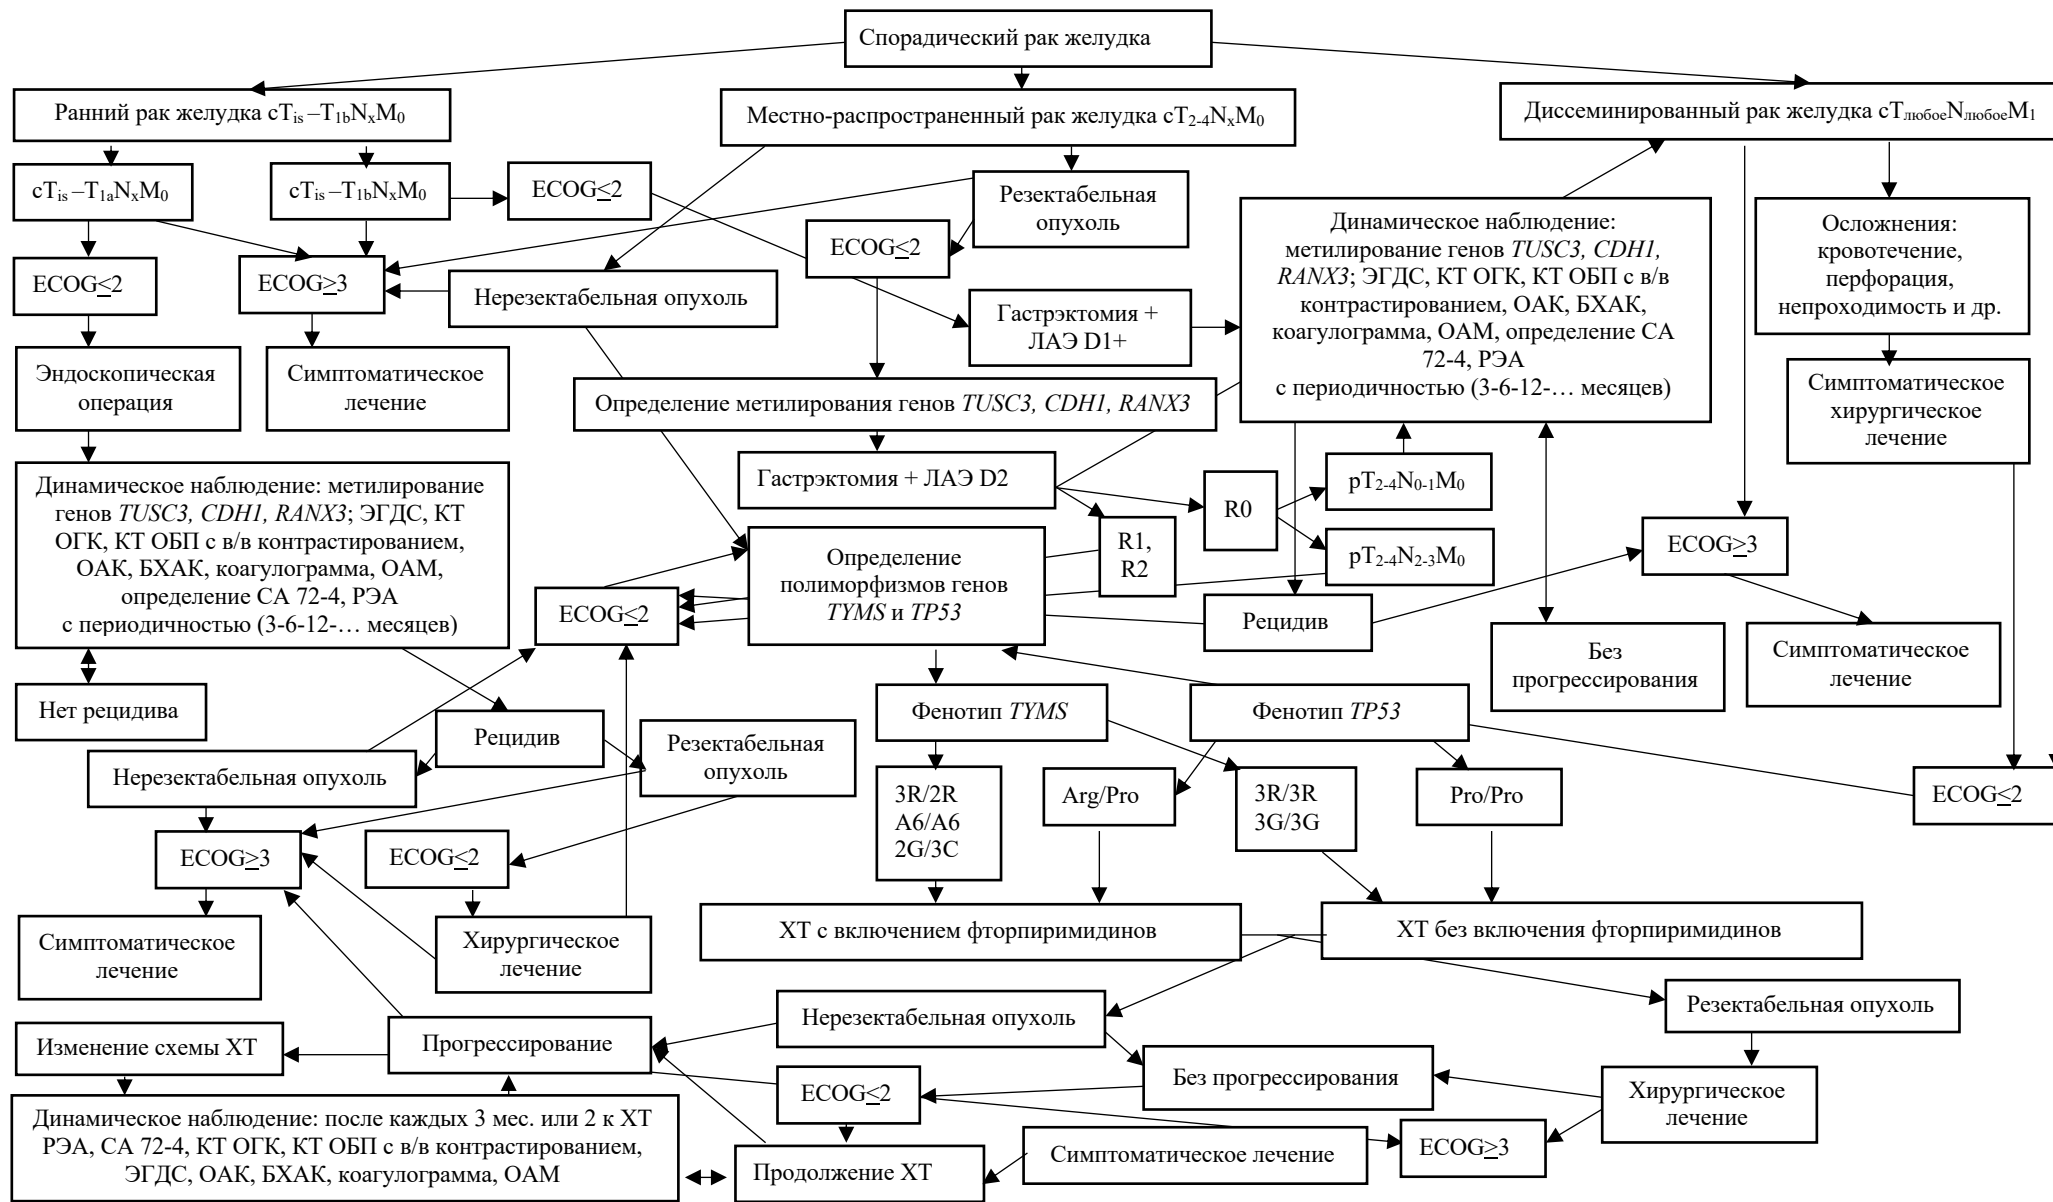 Спорадический рак желудка
Ранний рак желудка cTis–T1bNxM0
Местно-распространенный рак желудка cT2-4NxM0
Диссеминированный рак желудка cTлюбоеNлюбоеM1
cTis–T1aNxM0
cTis–T1bNxM0
ECOG≤2
Резектабельная
опухоль
Динамическое наблюдение:
метилирование генов TUSC3, CDH1,
RANX3; ЭГДС, КТ ОГК, КТ ОБП с в/в
контрастированием, ОАК, БХАК,
коагулограмма, ОАМ, определение СА
72-4, РЭА
с периодичностью (3-6-12-… месяцев)
Осложнения:
кровотечение,
перфорация,
непроходимость и др.
ECOG≤2
ECOG≤2
ECOG≥3
Нерезектабельная опухоль
Гастрэктомия +
ЛАЭ D1+
Эндоскопическая
операция
Симптоматическое
лечение
Определение метилирования генов TUSC3, CDH1, RANX3
Симптоматическое
хирургическое
лечение
Динамическое наблюдение: метилирование
генов TUSC3, CDH1, RANX3; ЭГДС, КТ
ОГК, КТ ОБП с в/в контрастированием,
ОАК, БХАК, коагулограмма, ОАМ,
определение СА 72-4, РЭА
с периодичностью (3-6-12-… месяцев)
Гастрэктомия + ЛАЭ D2
R0
pT2-4N0-1M0
R1,
R2
pT2-4N2-3M0
ECOG≥3
Определение
полиморфизмов генов
TYMS и TP53
ECOG≤2
Рецидив
Без
прогрессирования
Симптоматическое
лечение
Нет рецидива
Рецидив
Резектабельная
опухоль
Фенотип TYMS
Фенотип TP53
Нерезектабельная опухоль
3R/2R
A6/A6
2G/3C
Arg/Pro
3R/3R
3G/3G
Pro/Pro
ECOG≤2
ECOG≥3
ECOG≤2
Симптоматическое
лечение
Хирургическое
лечение
ХТ с включением фторпиримидинов
ХТ без включения фторпиримидинов
Нерезектабельная опухоль
Резектабельная опухоль
Изменение схемы ХТ
Прогрессирование
Без прогрессирования
Хирургическое
лечение
ECOG≤2
Динамическое наблюдение: после каждых 3 мес. или 2 к ХТ
РЭА, СА 72-4, КТ ОГК, КТ ОБП с в/в контрастированием,
ЭГДС, ОАК, БХАК, коагулограмма, ОАМ
Продолжение ХТ
Симптоматическое лечение
ECOG≥3